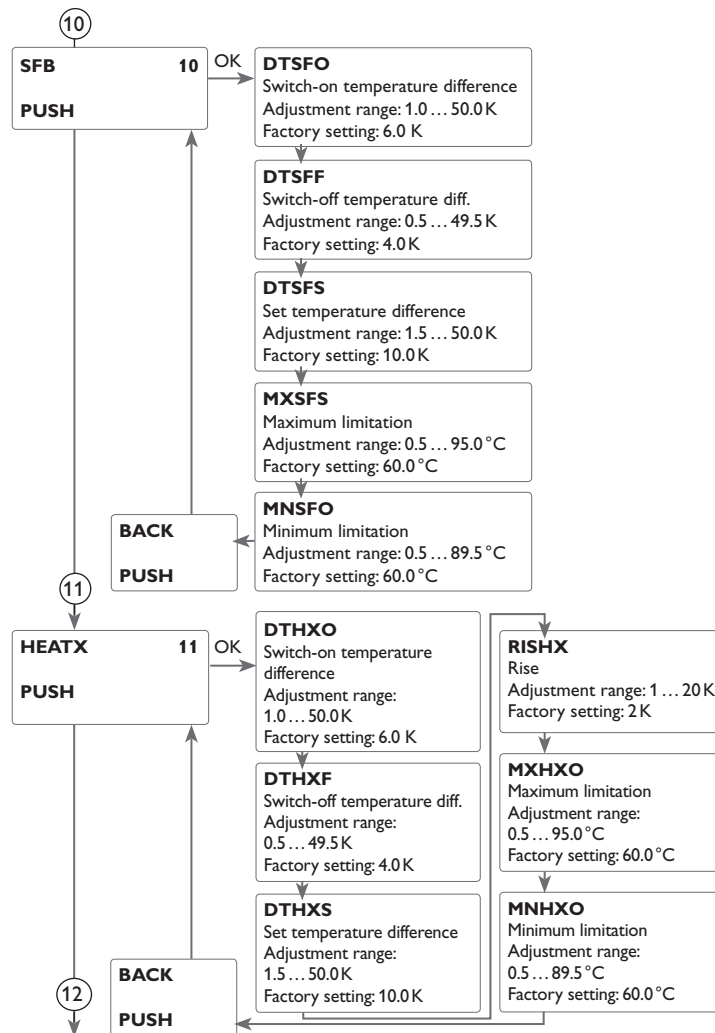 10
SFB 10
PUSH
OK
DTSFO
Switch-on temperature difference
Adjustment range: 1.0 … 50.0 K
Factory setting: 6.0 K
DTSFF
Switch-off temperature diff.
Adjustment range: 0.5 … 49.5 K
Factory setting: 4.0 K
DTSFS
Set temperature difference
Adjustment range: 1.5 … 50.0 K
Factory setting: 10.0 K
MXSFS
Maximum limitation
Adjustment range: 0.5 … 95.0 °C
Factory setting: 60.0 °C
MNSFO
Minimum limitation
Adjustment range: 0.5 … 89.5 °C
Factory setting: 60.0 °C
BACK
PUSH
11
HEATX 11
PUSH
OK
DTHXO
Switch-on temperature
difference
Adjustment range:
1.0 … 50.0 K
Factory setting: 6.0 K
DTHXF
Switch-off temperature diff.
Adjustment range:
0.5 … 49.5 K
Factory setting: 4.0 K
DTHXS
Set temperature difference
Adjustment range:
1.5 … 50.0 K
Factory setting: 10.0 K
RISHX
Rise
Adjustment range: 1 … 20 K
Factory setting: 2 K
MXHXO
Maximum limitation
Adjustment range:
0.5 … 95.0 °C
Factory setting: 60.0 °C
MNHXO
Minimum limitation
Adjustment range:
0.5 … 89.5 °C
Factory setting: 60.0 °C
BACK
PUSH
12